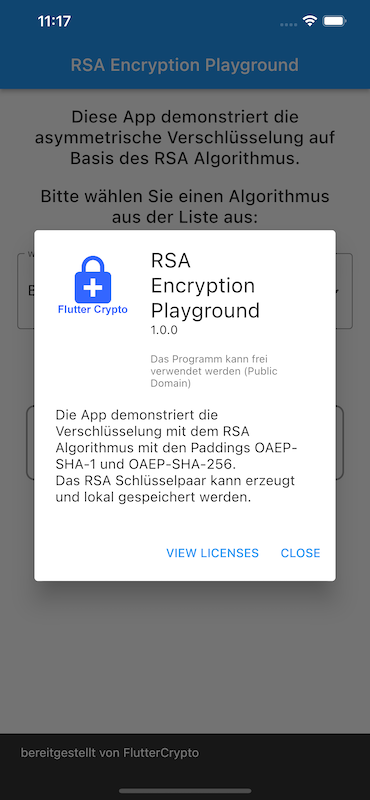 11:17
RSA Encryption Playground
Diese App demonstriert die
asymmetrische Verschlüsselung auf
Basis des RSA Algorithmus.
Bitte wählen Sie einen Algorithmus
aus der Liste aus:
Flutter Crypto
RSA
Encryption
Playground
1.0.0
Das Programm kann frei
verwendet werden (Public
Domain)
Die App demonstriert die
Verschlüsselung mit dem RSA
Algorithmus mit den Paddings OAEP-
SHA-1 und OAEP-SHA-256.
Das RSA Schlüsselpaar kann erzeugt
und lokal gespeichert werden.
VIEW LICENSES
CLOSE
bereitgestellt von FlutterCrypto